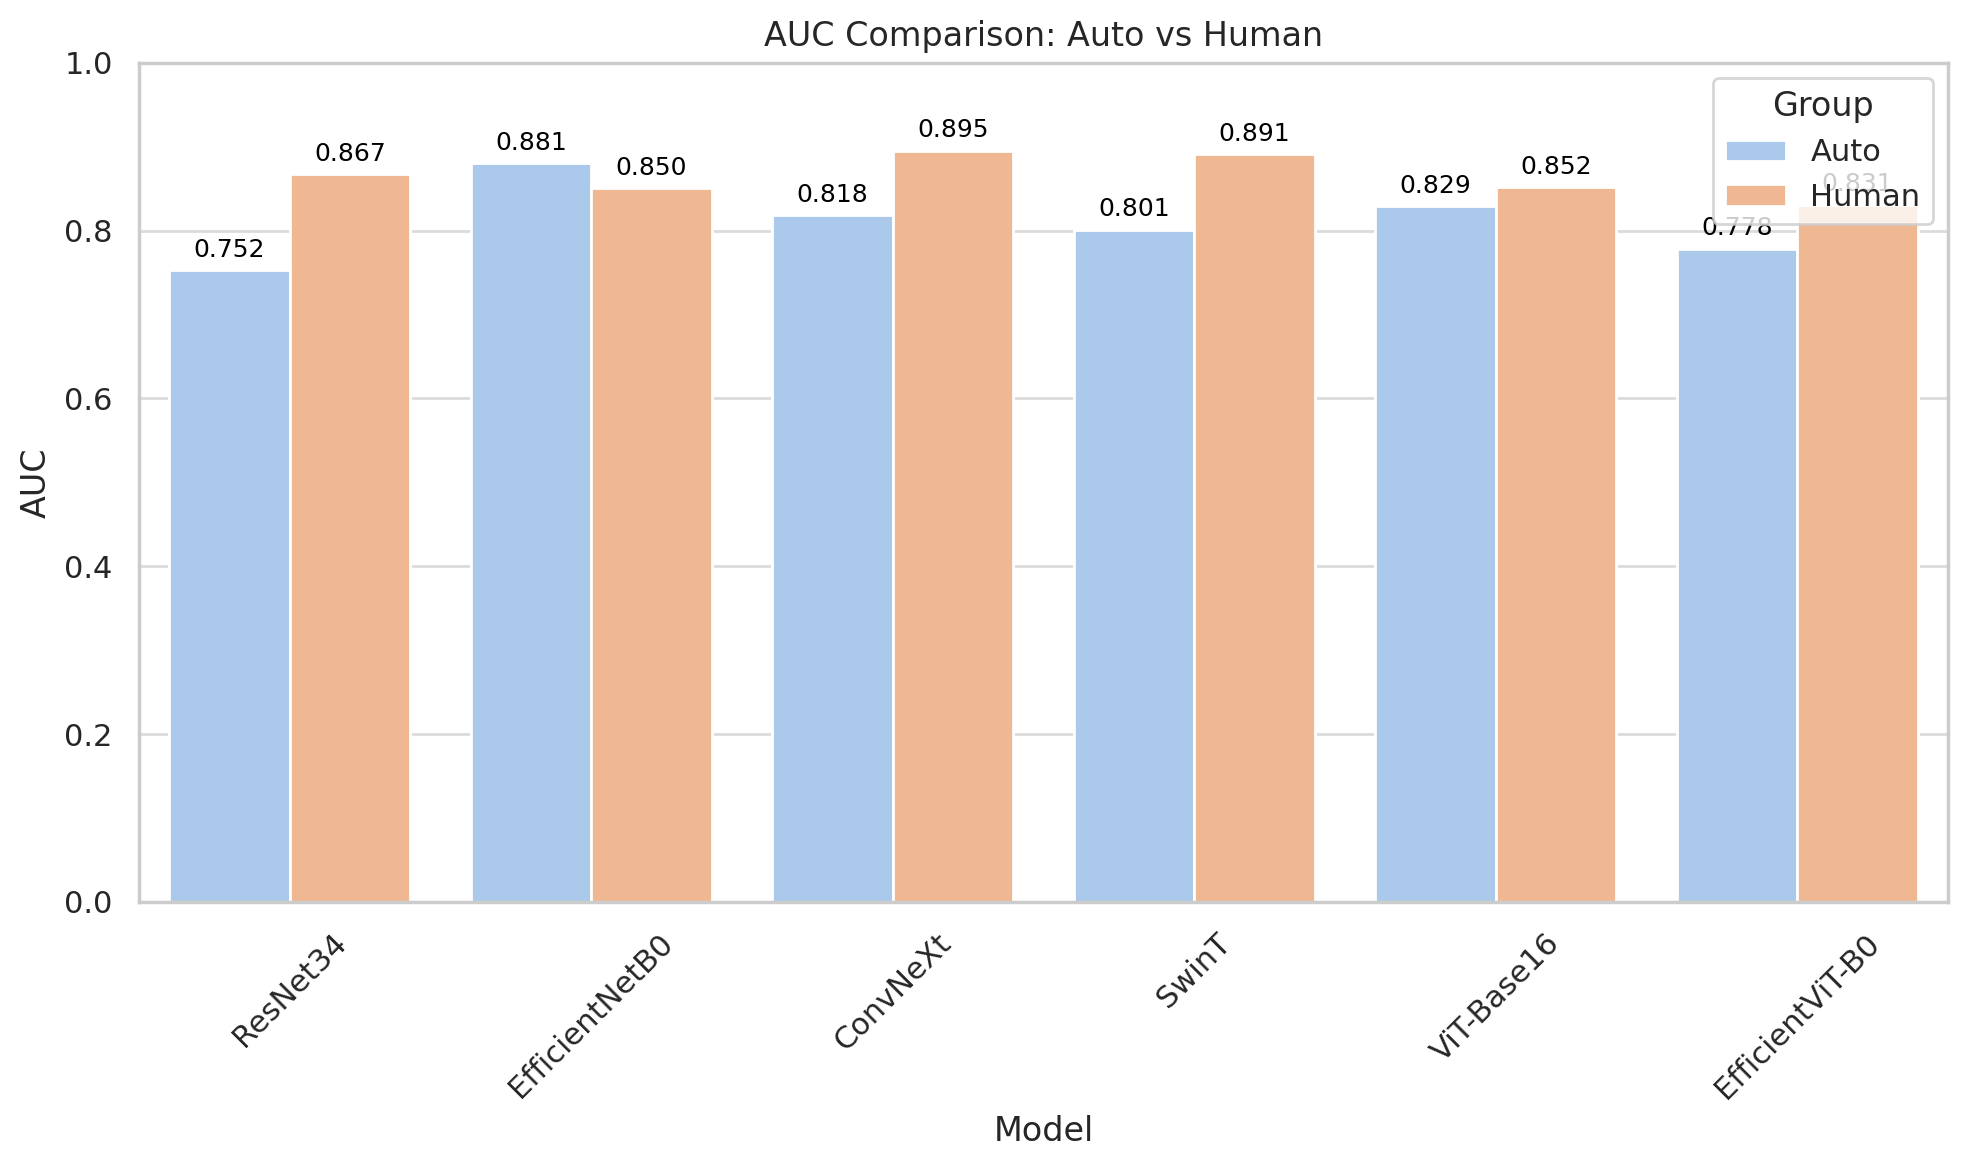 AUC Comparison: Auto vs Human
1.0
0.8
0.6
0.4
0.2
0.0
AUC
0.752
0.867
0.881
0.850
0.818
0.895
0.801
0.891
0.829
0.852
0.778
0.831
Group
Auto
Human
ResNet34
EfficientNetB0
ConvNeXt
SwinT
ViT-Base16
EfficientViT-B0
Model